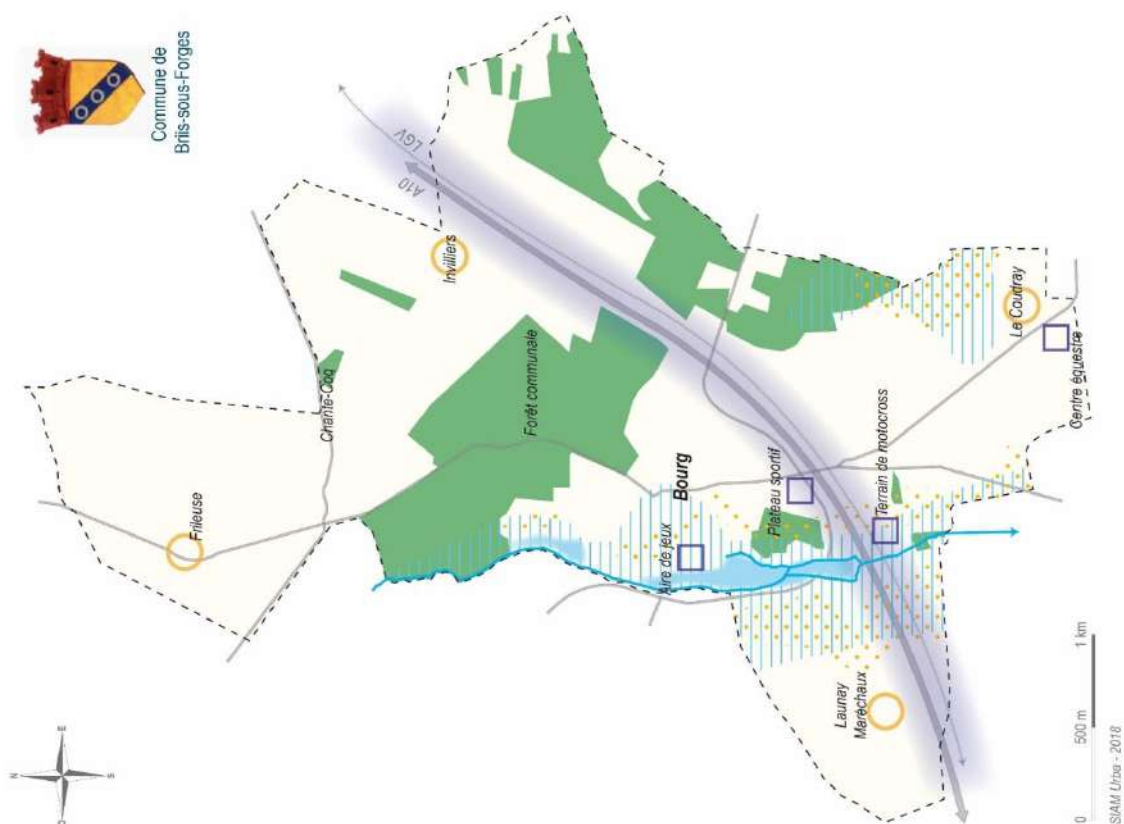 Commune de
Briis-sous-Forges
LGV
A10
Invilliers
Chante-Coq
Frileuse
Forêt communale
Bourg
Aire de jeux
Plateau sportif
Terrain de motocross
Le Coudray
Centre équestre
Launay
Maréchaux
N
E
S
O
0 500 m 1 km
SIAM Urba - 2018